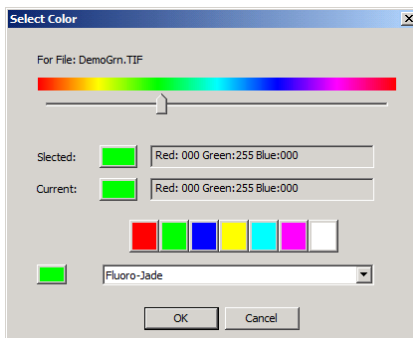 Select Color
For File: DemoGrn.TIF
Slected: Red: 000 Green:255 Blue:000
Current: Red: 000 Green:255 Blue:000
Fluoro-Jade
OK Cancel